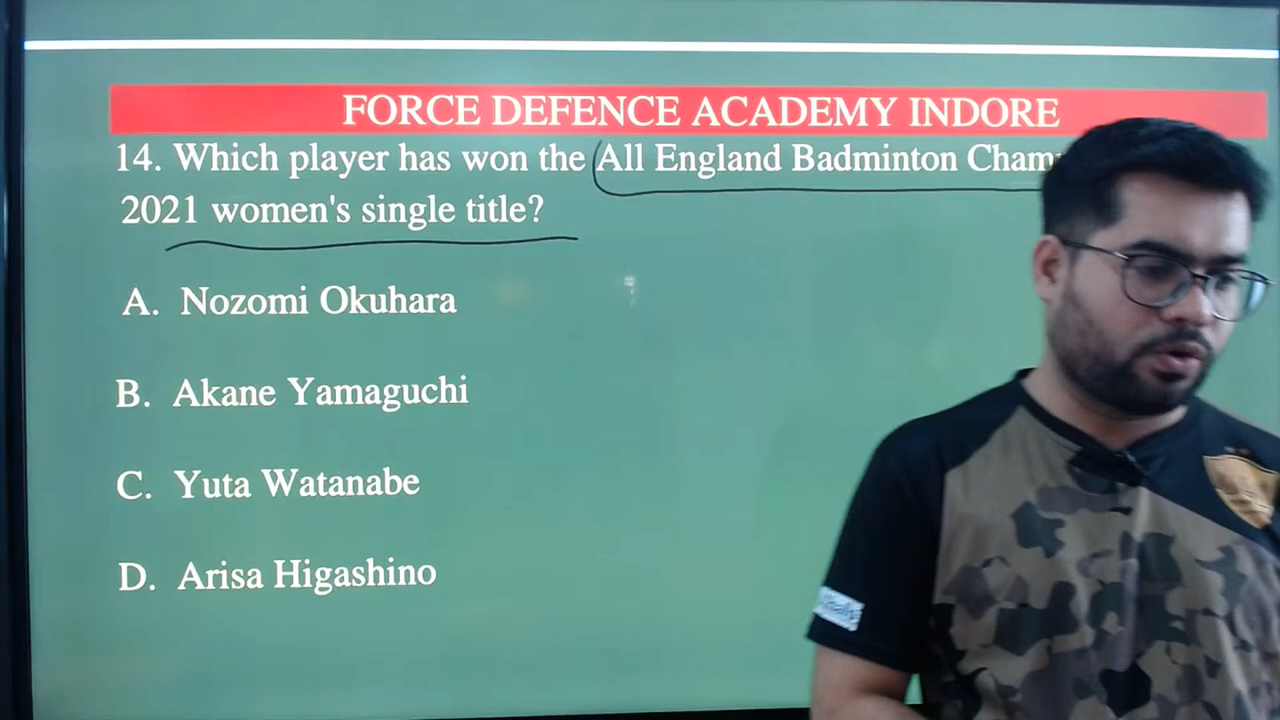 FORCE DEFENCE ACADEMY INDORE
14. Which player has won the All England Badminton
2021 women's single title?
A. Nozomi Okuhara
B. Akane Yamaguchi
C. Yuta Watanabe
D. Arisa Higashino